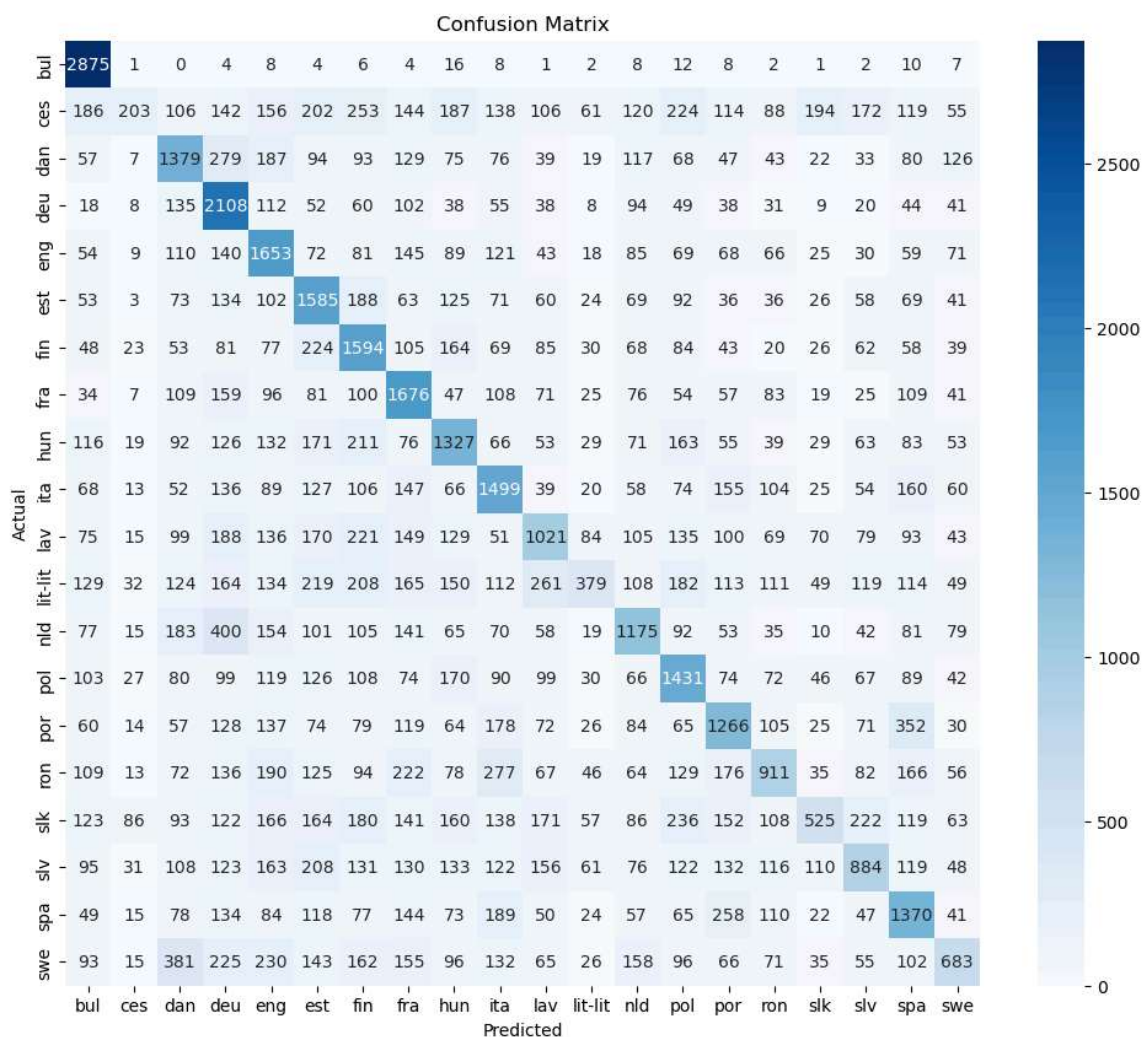 Confusion Matrix
bul 2875 1 0 4 8 4 6 4 16 8 1 2 8 12 8 2 1 2 10 7
ces 186 203 106 142 156 202 253 144 187 138 106 61 120 224 114 88 194 172 119 55
dan 57 7 1379 279 187 94 93 129 75 76 39 19 117 68 47 43 22 33 80 126
deu 18 8 135 2108 112 52 60 102 38 55 38 8 94 49 38 31 9 20 44 41
eng 54 9 110 140 1653 72 81 145 89 121 43 18 85 69 68 66 25 30 59 71
est 53 3 73 134 102 1585 188 63 125 71 60 24 69 92 36 36 26 58 69 41
fin 48 23 53 81 77 224 1594 105 164 69 85 30 68 84 43 20 26 62 58 39
fra 34 7 109 159 96 81 100 1676 47 108 71 25 76 54 57 83 19 25 109 41
hun 116 19 92 126 132 171 211 76 1327 66 53 29 71 163 55 39 29 63 83 53
ita 68 13 52 136 89 127 106 147 66 1499 39 20 58 74 155 104 25 54 160 60
lav 75 15 99 188 136 170 221 149 129 51 1021 84 105 135 100 69 70 79 93 43
lit-lit 129 32 124 164 134 219 208 165 150 112 261 379 108 182 113 111 49 119 114 49
nld 77 15 183 400 154 101 105 141 65 70 58 19 1175 92 53 35 10 42 81 79
pol 103 27 80 99 119 126 108 74 170 90 99 30 66 1431 74 72 46 67 89 42
por 60 14 57 128 137 74 79 119 64 178 72 26 84 65 1266 105 25 71 352 30
ron 109 13 72 136 190 125 94 222 78 277 67 46 64 129 176 911 35 82 166 56
slk 123 86 93 122 166 164 180 141 160 138 171 57 86 236 152 108 525 222 119 63
slv 95 31 108 123 163 208 131 130 133 122 156 61 76 122 132 116 110 884 119 48
spa 49 15 78 134 84 118 77 144 73 189 50 24 57 65 258 110 22 47 1370 41
swe 93 15 381 225 230 143 162 155 96 132 65 26 158 96 66 71 35 55 102 683
bul ces dan deu eng est fin fra hun ita lav lit-lit nld pol por ron slk slv spa swe
Predicted
Actual
2500
2000
1500
1000
500
0